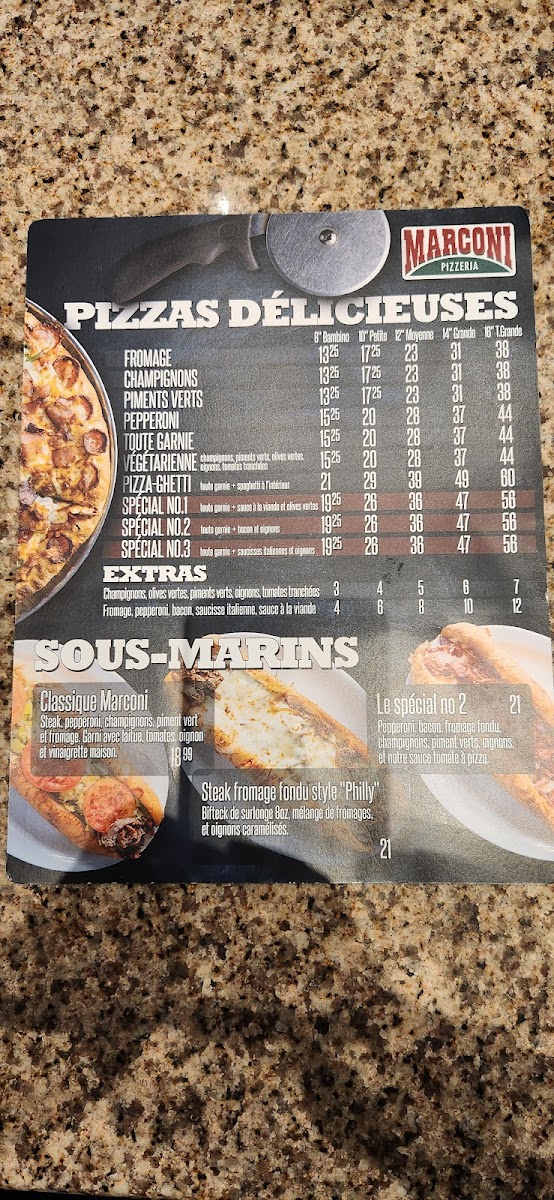 MARCONI
PIZZERIA
PIZZAS DÉLICIEUSES
8" Bambino 10" Petite 12" Moyenne 14" Grande 16" T.Grande
FROMAGE 13 25 17 25 23 31 38
CHAMPIGNONS 13 25 17 25 23 31 38
PIMENTS VERTS 13 25 17 25 23 31 38
PEPPERONI 15 25 20 28 37 44
TOUTE GARNIE 15 25 20 28 37 44
VÉGÉTARIENNE champignons, piments verts, olives vertes, oignons, tomates tranchées 15 25 20 28 37 44
PIZZA-GHETTI toute garnie + spaghetti à l'intérieur 21 29 39 49 60
SPÉCIAL NO.1 toute garnie + sauce à la viande et olives vertes 19 25 26 36 47 56
SPÉCIAL NO.2 toute garnie + bacon et oignons 19 25 26 36 47 56
SPÉCIAL NO.3 toute garnie + saucisses italiennes et oignons 19 25 26 36 47 56
EXTRAS
Champignons, olives vertes, piments verts, oignons, tomates tranchées 3 4 5 6 7
Fromage, pepperoni, bacon, saucisse italienne, sauce à la viande 4 6 8 10 12
SOUS-MARINS
Classique Marconi
Steak, pepperoni, champignons, piment vert
et fromage. Garni avec laitue, tomates, oignon
et vinaigrette maison.
18 99
Le spécial no 2 21
Pepperoni, bacon, fromage fondu,
champignons, piments verts, oignons,
et notre sauce tomate à pizza.
Steak fromage fondu style "Philly"
Bifteck de surlonge 8oz, mélange de fromages,
et oignons caramélisés.
21